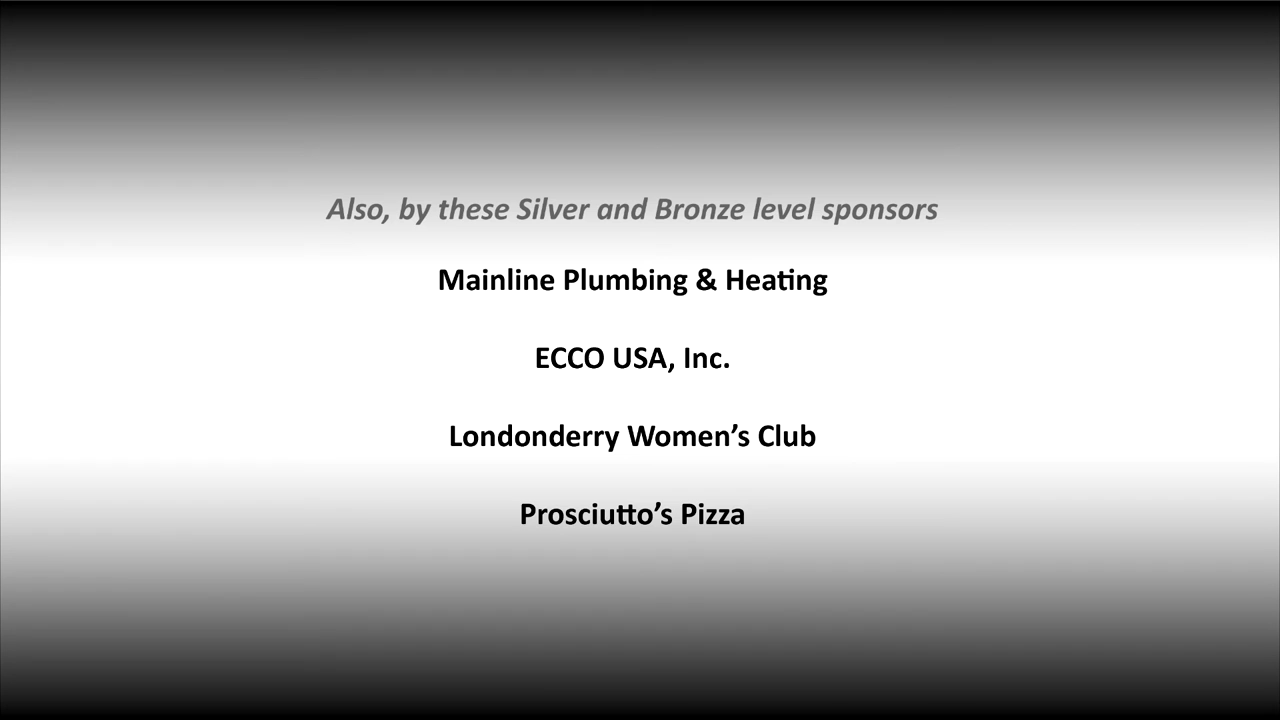 Also, by these Silver and Bronze level sponsors
Mainline Plumbing & Heating
ECCO USA, Inc.
Londonderry Women’s Club
Prosciutto’s Pizza